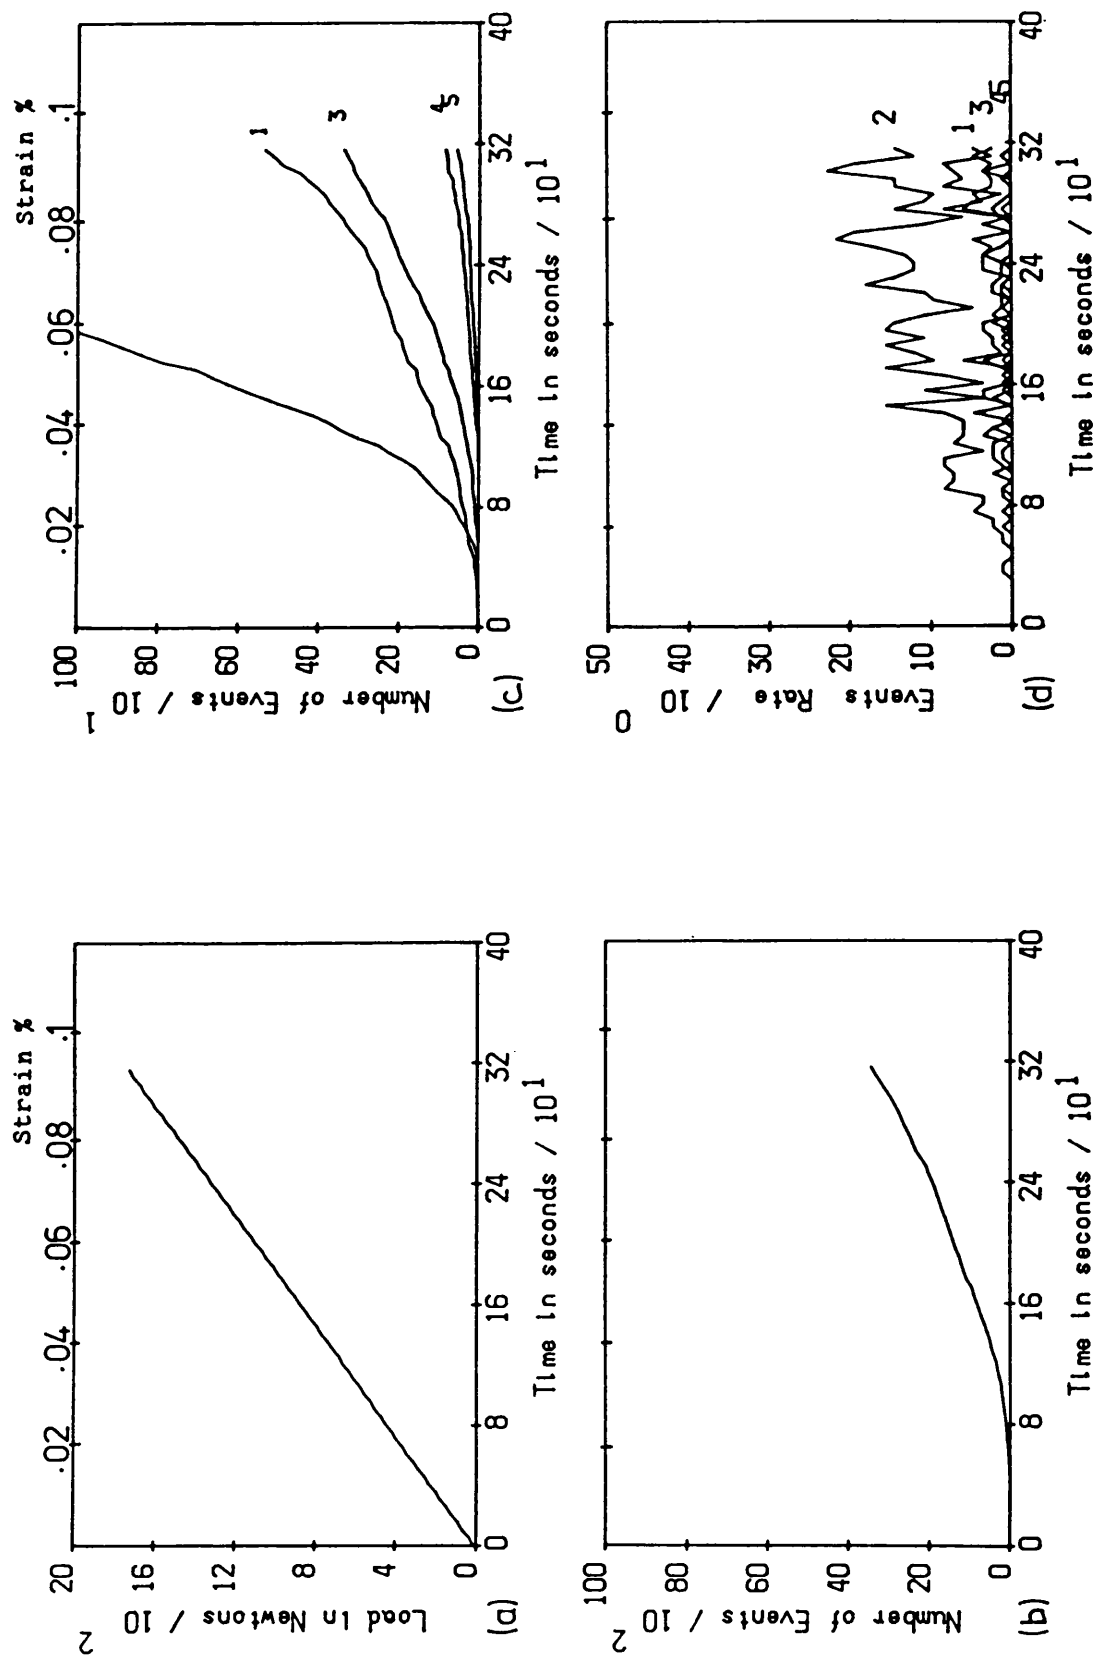 Strain %
.02 .04 .06 .08 .1
20
16
12
8
4
0
Load in Newtons / 10 2
0 8 16 24 32 40
(a)
Time in seconds / 10 1
100
80
60
40
20
0
Number of Events / 10 2
0 8 16 24 32 40
(b)
Time in seconds / 10 1
Strain %
.02 .04 .06 .08 .1
100
80
60
40
20
0
Number of Events / 10 1
1
3
4
5
0 8 16 24 32 40
(c)
Time in seconds / 10 1
50
40
30
20
10
0
Events Rate / 10 0
2
1
3
4
5
0 8 16 24 32 40
(d)
Time in seconds / 10 1